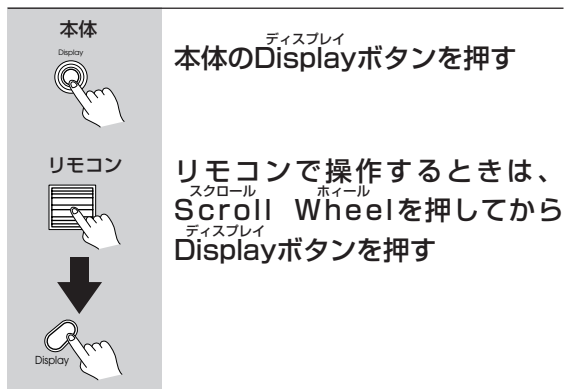 本体
Display
ディスプレイ
本体のDisplayボタンを押す
リモコン
リモコンで操作するときは、
スクロール ホィール
Scroll Wheelを押してから
ディスプレイ
Displayボタンを押す
Display